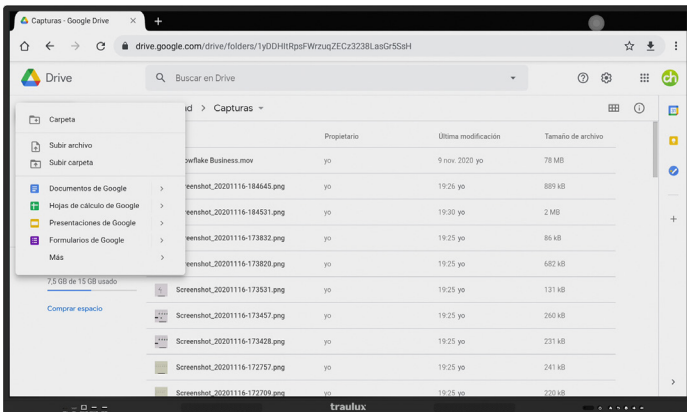 Capturas - Google Drive
drive.google.com/drive/folders/1yDDHItRpsFWrzuqZECz3238LasGr5SsH
Drive
Buscar en Drive
ch
Capturas
Carpeta
Subir archivo
Subir carpeta
Documentos de Google
Hojas de cálculo de Google
Presentaciones de Google
Formularios de Google
Más
7,5 GB de 15 GB usado
Comprar espacio
Propietario Última modificación Tamaño de archivo
owflake Business.mov yo 9 nov. 2020 yo 78 MB
reenshot_20201116-184645.png yo 19:26 yo 889 kB
reenshot_20201116-184531.png yo 19:30 yo 2 MB
reenshot_20201116-173832.png yo 19:25 yo 86 kB
reenshot_20201116-173820.png yo 19:25 yo 682 kB
Screenshot_20201116-173531.png yo 19:25 yo 131 kB
Screenshot_20201116-173457.png yo 19:25 yo 260 kB
Screenshot_20201116-173428.png yo 19:25 yo 231 kB
Screenshot_20201116-172757.png yo 19:25 yo 241 kB
Screenshot_20201116-172709.png yo 19:25 yo 220 kB
traulux